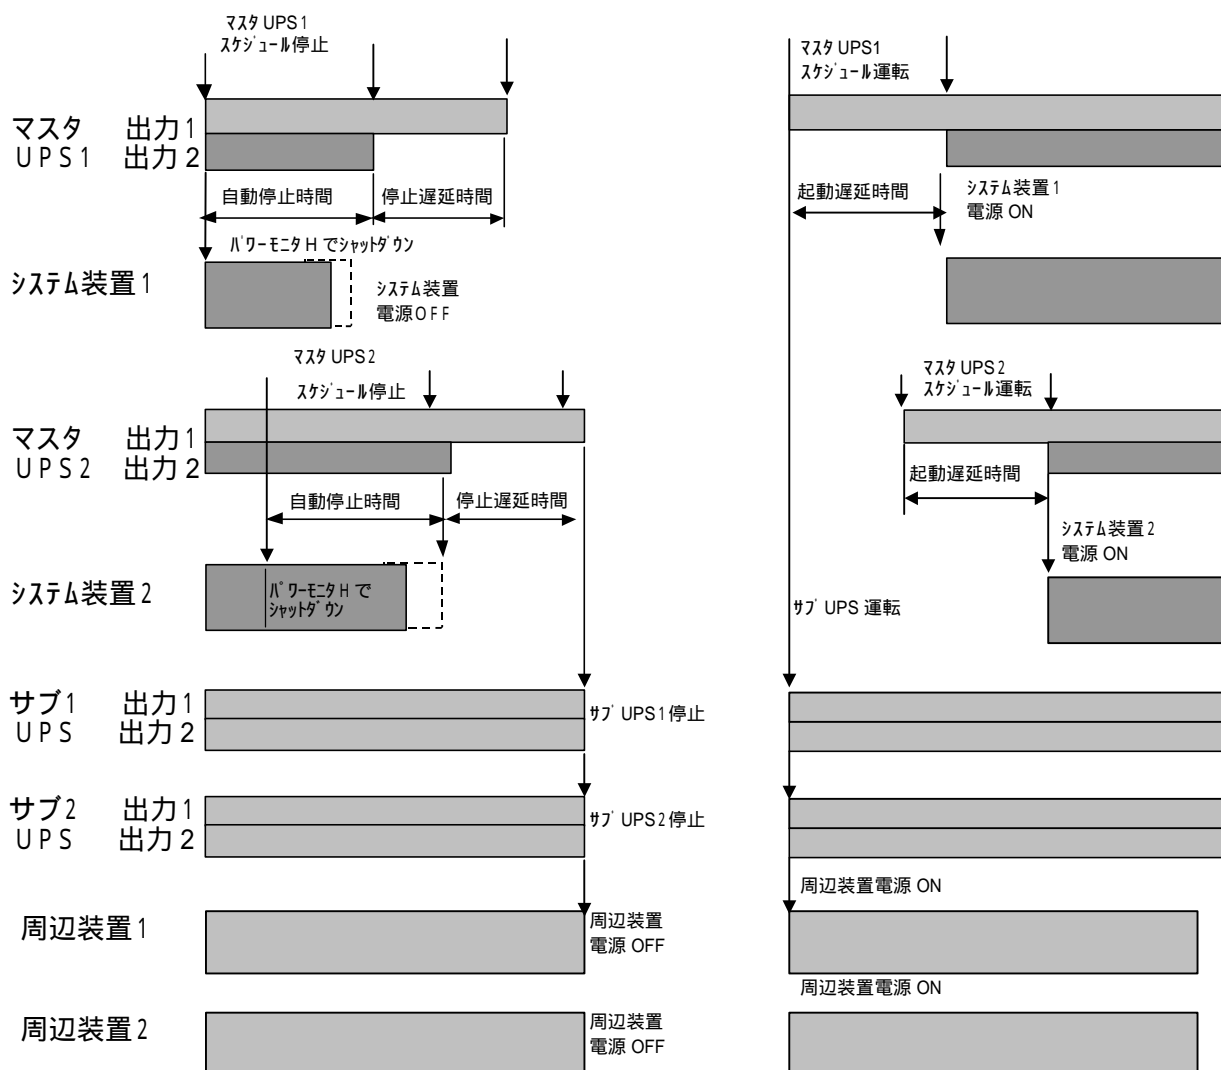 ﾏｽﾀ UPS1
ｽｹｼﾞｭｰﾙ停止
マスタ 出力1
UPS1 出力2
自動停止時間
停止遅延時間
ﾊﾟﾜｰﾓﾆﾀ H でｼｬｯﾄﾀﾞｳﾝ
ｼｽﾃﾑ装置1
ｼｽﾃﾑ装置
電源OFF
ﾏｽﾀ UPS2
ｽｹｼﾞｭｰﾙ停止
マスタ 出力1
UPS2 出力2
自動停止時間
停止遅延時間
ｼｽﾃﾑ装置2
ﾊﾟﾜｰﾓﾆﾀ H で
ｼｬｯﾄﾀﾞｳﾝ
サブ1 出力1
UPS 出力2
ｻﾌﾞ UPS1停止
サブ2 出力1
UPS 出力2
ｻﾌﾞ UPS2停止
周辺装置1
周辺装置
電源 OFF
周辺装置2
周辺装置
電源 OFF
ﾏｽﾀ UPS1
ｽｹｼﾞｭｰﾙ運転
起動遅延時間
ｼｽﾃﾑ装置1
電源 ON
ﾏｽﾀ UPS2
ｽｹｼﾞｭｰﾙ運転
起動遅延時間
ｼｽﾃﾑ装置2
電源 ON
ｻﾌﾞ UPS 運転
周辺装置電源 ON
周辺装置電源 ON